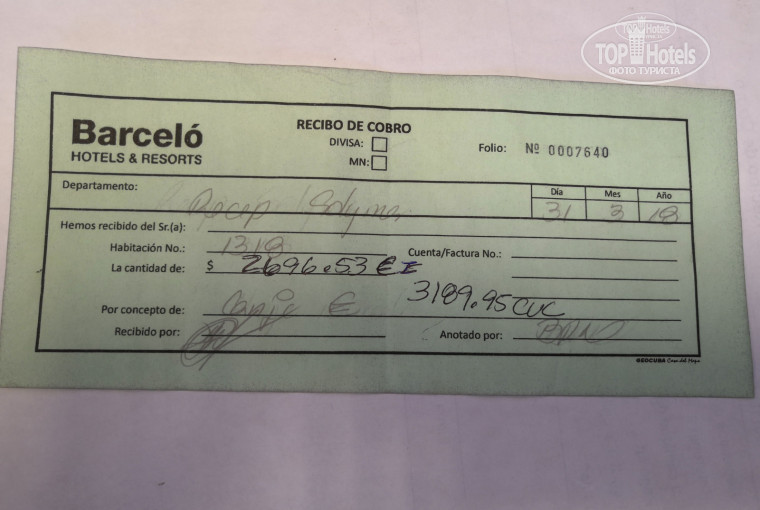 TOP Hotels
ФОТО ТУРИСТА
Barceló
HOTELS & RESORTS
RECIBO DE COBRO
DIVISA:
MN:
Folio: Nº 0007640
Departamento: Recep
Día Mes Año
31 3 18
Hemos recibido del Sr.(a):
Habitación No.: 1318
Cuenta/Factura No.:
La cantidad de: $ 2696.53 €
3189.95 CUC
Por concepto de: €
Recibido por:
Anotado por:
GEOCUBA